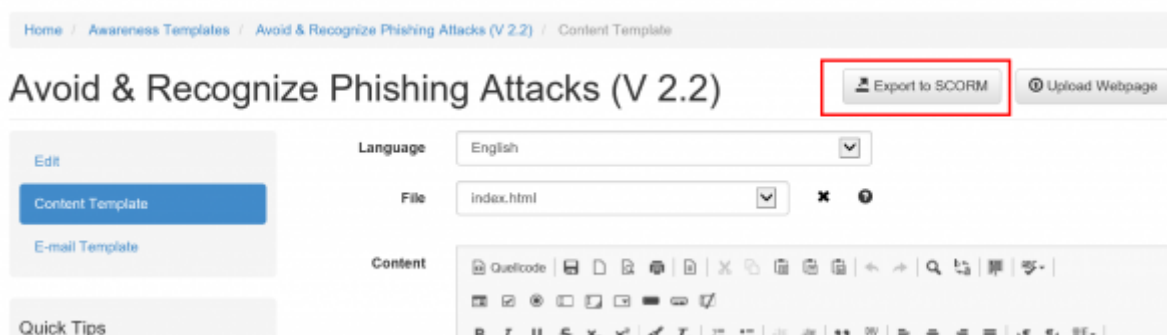 Home / Awareness Templates / Avoid & Recognize Phishing Attacks (V 2.2) / Content Template
Avoid & Recognize Phishing Attacks (V 2.2)
Export to SCORM
Upload Webpage
Edit
Content Template
E-mail Template
Quick Tips
Language
English
File
index.html
Content
Quellcode
B I U S